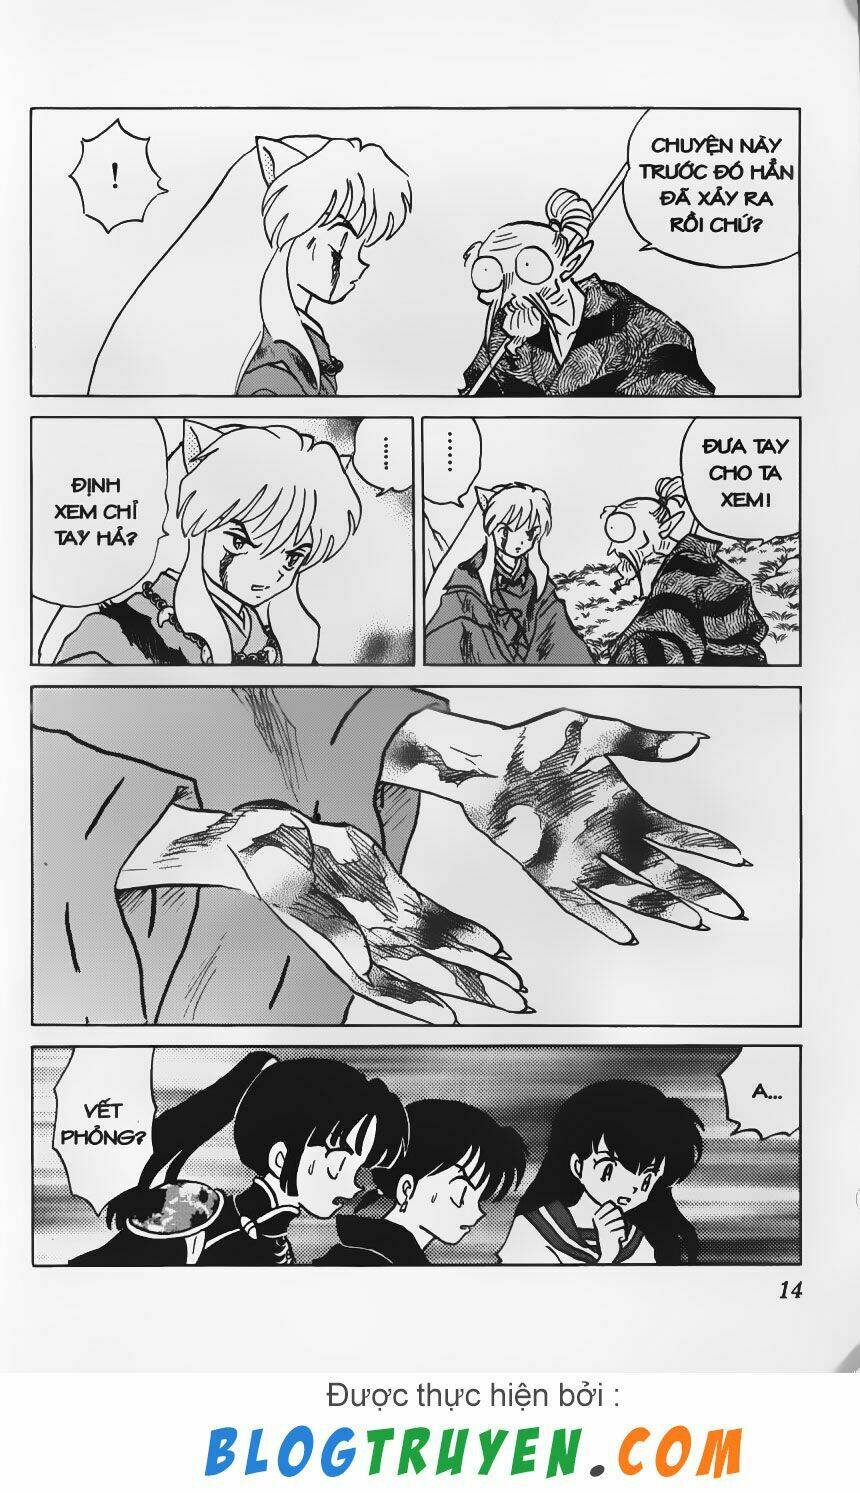 CHUYỆN NÀY
TRƯỚC ĐÓ HẲN
ĐÃ XẢY RA
RỒI CHỨ?
!
ĐƯA TAY
CHO TA
XEM!
......
......
ĐỊNH
XEM CHỈ
TAY HẢ?
A...
VẾT
PHỎNG?
14
Được thực hiện bởi :
BLOGTRUYEN.COM